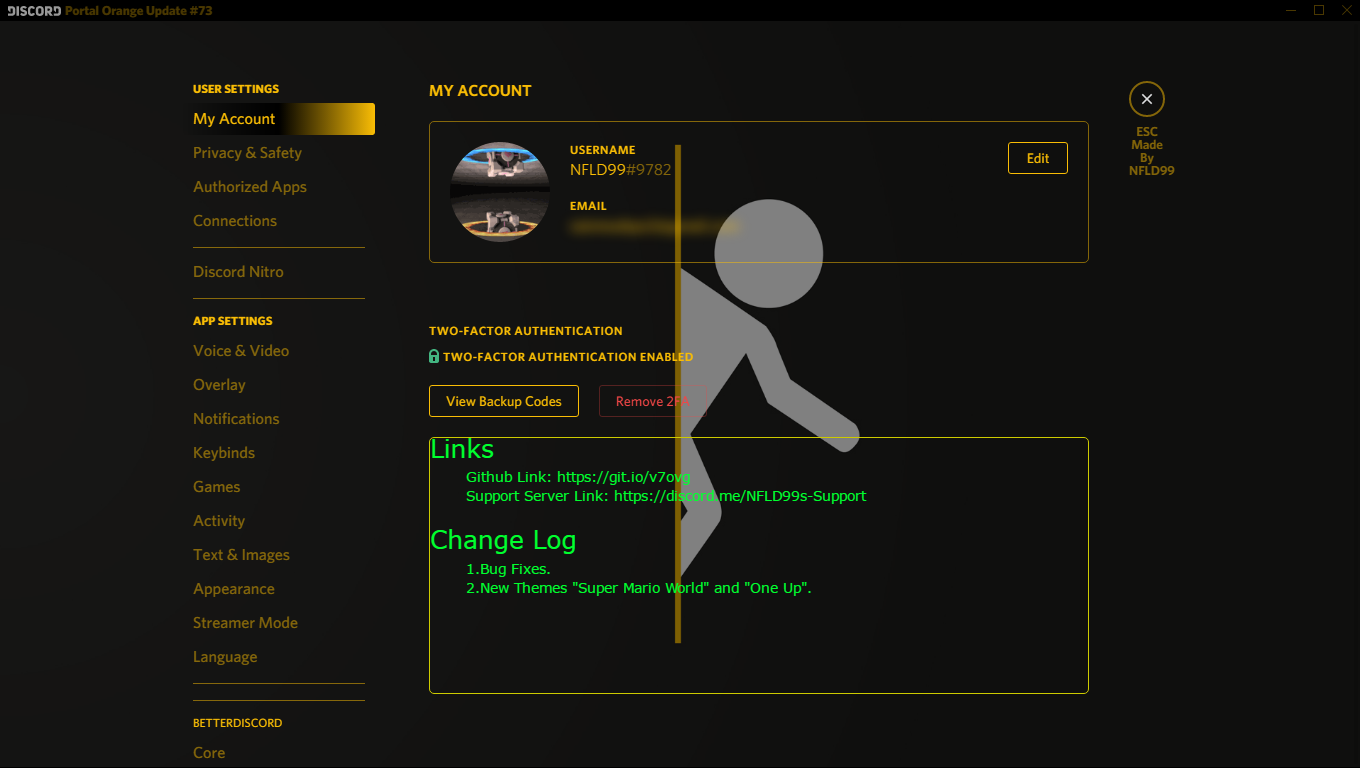 DISCORD Portal Orange Update #73
USER SETTINGS
My Account
Privacy & Safety
Authorized Apps
Connections
Discord Nitro
APP SETTINGS
Voice & Video
Overlay
Notifications
Keybinds
Games
Activity
Text & Images
Appearance
Streamer Mode
Language
BETTERDISCORD
Core
MY ACCOUNT
USERNAME
NFLD99#9782
EMAIL
Edit
TWO-FACTOR AUTHENTICATION
TWO-FACTOR AUTHENTICATION ENABLED
View Backup Codes
Remove 2FA
Links
Github Link: https://git.io/v7ovg
Support Server Link: https://discord.me/NFLD99s-Support
Change Log
1.Bug Fixes.
2.New Themes "Super Mario World" and "One Up".
ESC
Made
By
NFLD99